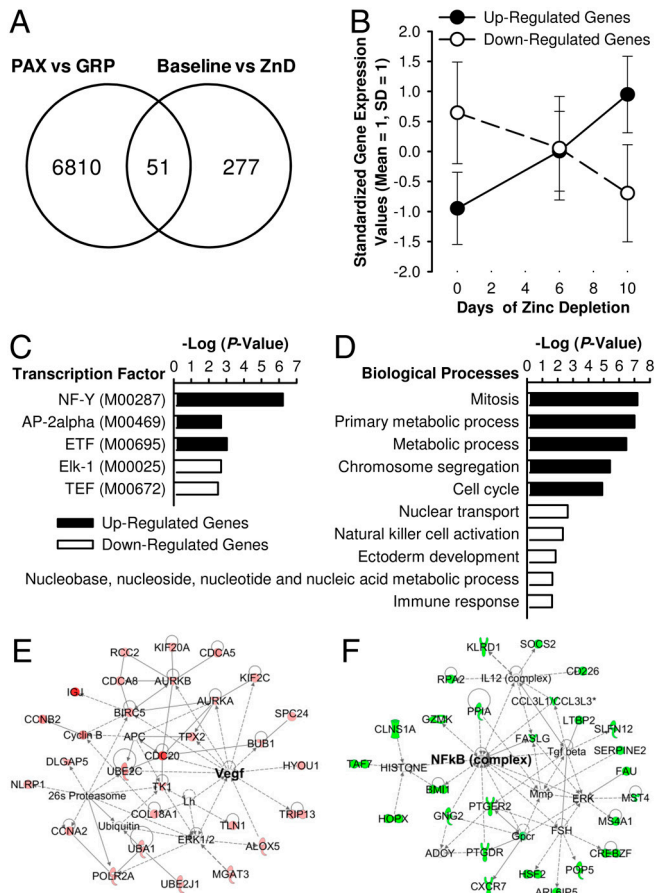 A
PAX vs GRP
Baseline vs ZnD
6810
51
277
B
Up-Regulated Genes
Down-Regulated Genes
Standardized Gene Expression
Values (Mean = 1, SD = 1)
2.0
1.5
1.0
0.5
0.0
-0.5
-1.0
-1.5
-2.0
0 2 4 6 8 10
Days of Zinc Depletion
C
-Log (P-Value)
Transcription Factor
0 1 2 3 4 5 6 7
NF-Y (M00287)
AP-2alpha (M00469)
ETF (M00695)
Elk-1 (M00025)
TEF (M00672)
Up-Regulated Genes
Down-Regulated Genes
D
-Log (P-Value)
Biological Processes
0 1 2 3 4 5 6 7 8
Mitosis
Primary metabolic process
Metabolic process
Chromosome segregation
Cell cycle
Nuclear transport
Natural killer cell activation
Ectoderm development
Nucleobase, nucleoside, nucleotide and nucleic acid metabolic process
Immune response
E
KIF20A
RCC2
CDCA5
CDCA8
AURKB
KIF2C
IGJ
AURKA
BIRC5
SPC24
CCNB2
Cyclin B
APC
TPX2
BUB1
CDC20
DLGAP5
UBE2C
Vegf
HYOU1
NLRP1
TK1
26s Proteasome
Lh
COL18A1
TRIP13
CCNA2
Ubiquitin
TLN1
ERK1/2
UBA1
ALOX5
POLR2A
MGAT3
UBE2J1
F
KLRD1
SOCS2
RPA2
IL12 (complex)
CD226
CCL3L1/CCL3L3*
PPIA
GZMK
LTBP2
CLNS1A
SLFN12
FASLG
Tgf beta
SERPINE2
NFkB (complex)
TAF7
HISTONE
FAU
BMI1
Mmp
ERK
MST4
HOPX
GNG2
PTGER2
MS4A1
Gpcr
FSH
ADCY
PTGDR
CREBZF
HSF2
POP5
CXCR7
ARL6IP5